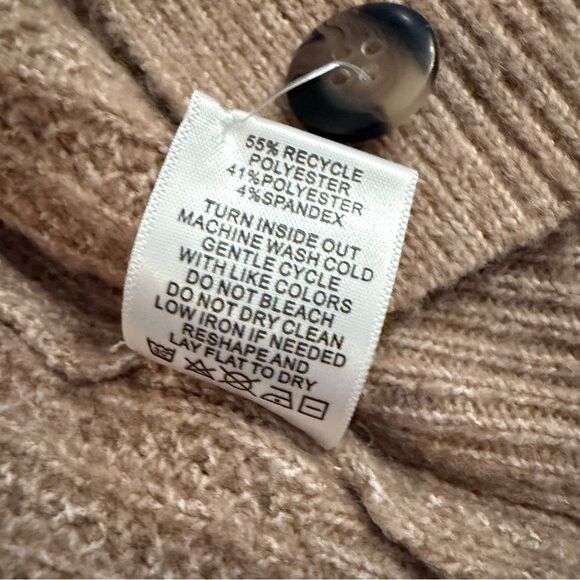 55% RECYCLE
POLYESTER
41%POLYESTER
4%SPANDEX
TURN INSIDE OUT
MACHINE WASH COLD
GENTLE CYCLE
WITH LIKE COLORS
DO NOT BLEACH
DO NOT DRY CLEAN
LOW IRON IF NEEDED
RESHAPE AND
LAY FLAT TO DRY